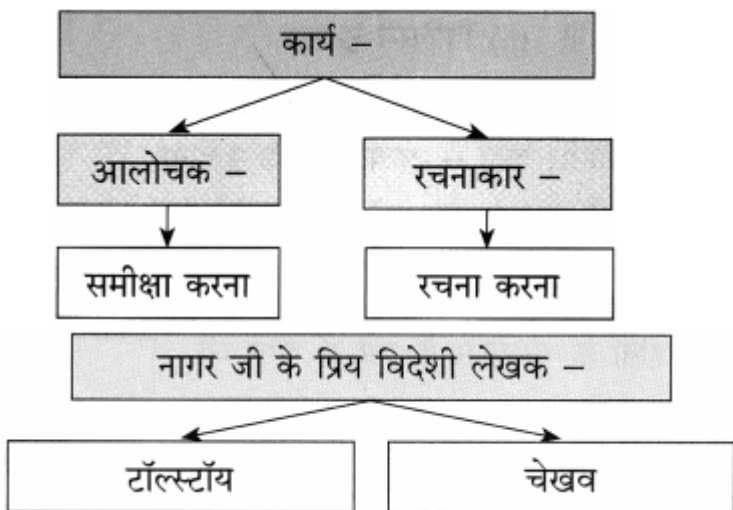 कार्य –
आलोचक –
रचनाकार –
समीक्षा करना
रचना करना
नागर जी के प्रिय विदेशी लेखक –
टॉल्स्टॉय
चेखव